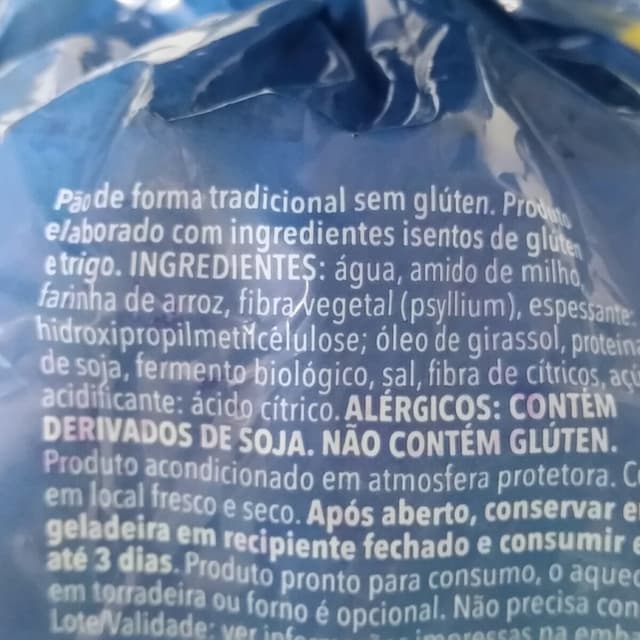 Pão de forma tradicional sem glúten. Produto
elaborado com ingredientes isentos de glúten
e trigo. INGREDIENTES: água, amido de milho,
farinha de arroz, fibra vegetal (psyllium), espessante:
hidroxipropilmetilcelulose; óleo de girassol, proteína
de soja, fermento biológico, sal, fibra de cítricos,
acidificante: ácido cítrico. ALÉRGICOS: CONTÉM
DERIVADOS DE SOJA. NÃO CONTÉM GLÚTEN.
Produto acondicionado em atmosfera protetora.
em local fresco e seco. Após aberto, conservar
geladeira em recipiente fechado e consumir
até 3 dias. Produto pronto para consumo, o
em torradeira ou forno é opcional. Não precisa
Lote/Validade: ver impressas na